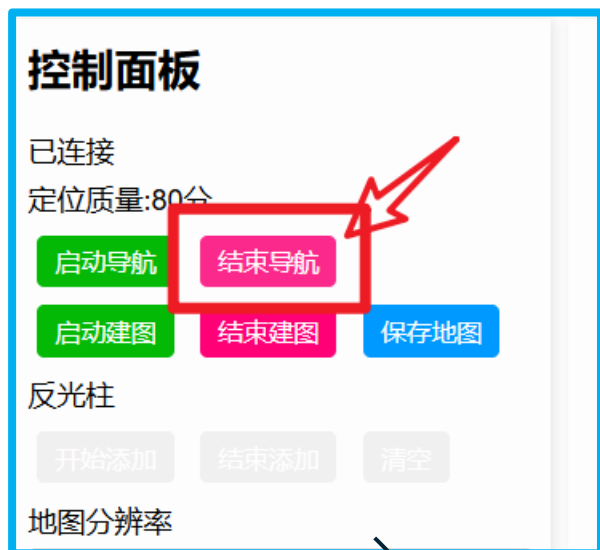 控制面板
已连接
定位质量:80分
启动导航 结束导航
启动建图 结束建图 保存地图
反光柱
开始添加 结束添加 清空
地图分辨率